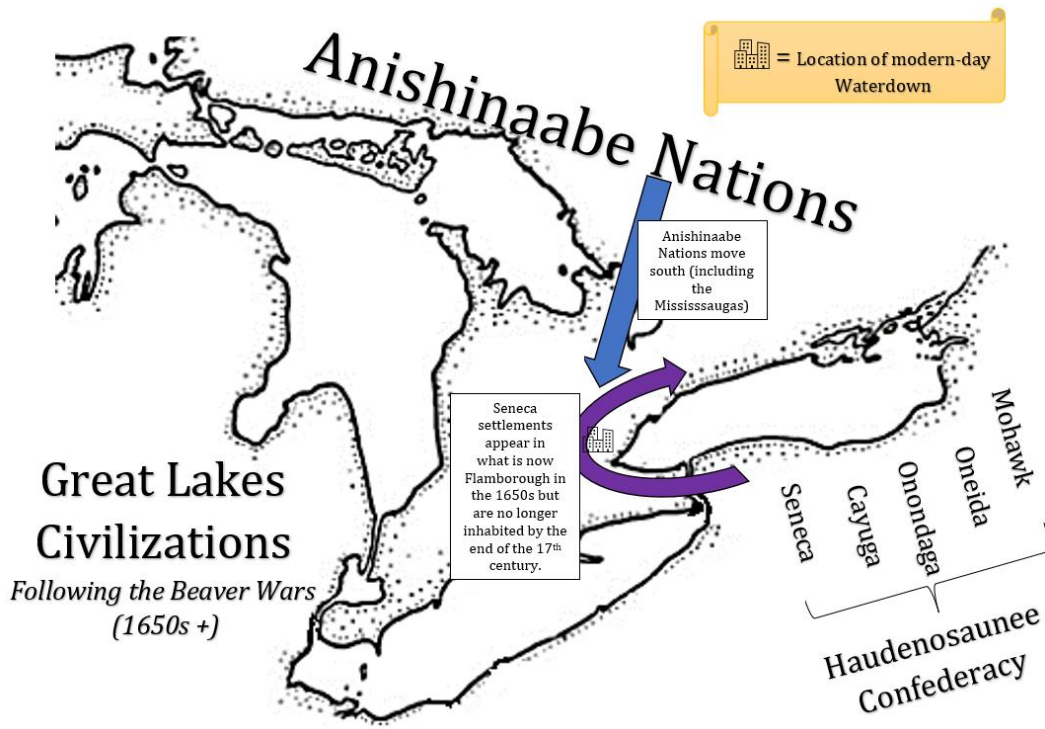 Anishinaabe Nations
= Location of modern-day
Waterdown
Anishinaabe
Nations move
south (including
the
Mississsaugas)
Seneca
settlements
appear in
what is now
Flamborough in
the 1650s but
are no longer
inhabited by the
end of the 17th
century.
Great Lakes
Civilizations
Following the Beaver Wars
(1650s +)
Seneca
Cayuga
Onondaga
Oneida
Mohawk
Haudenosaunee
Confederacy